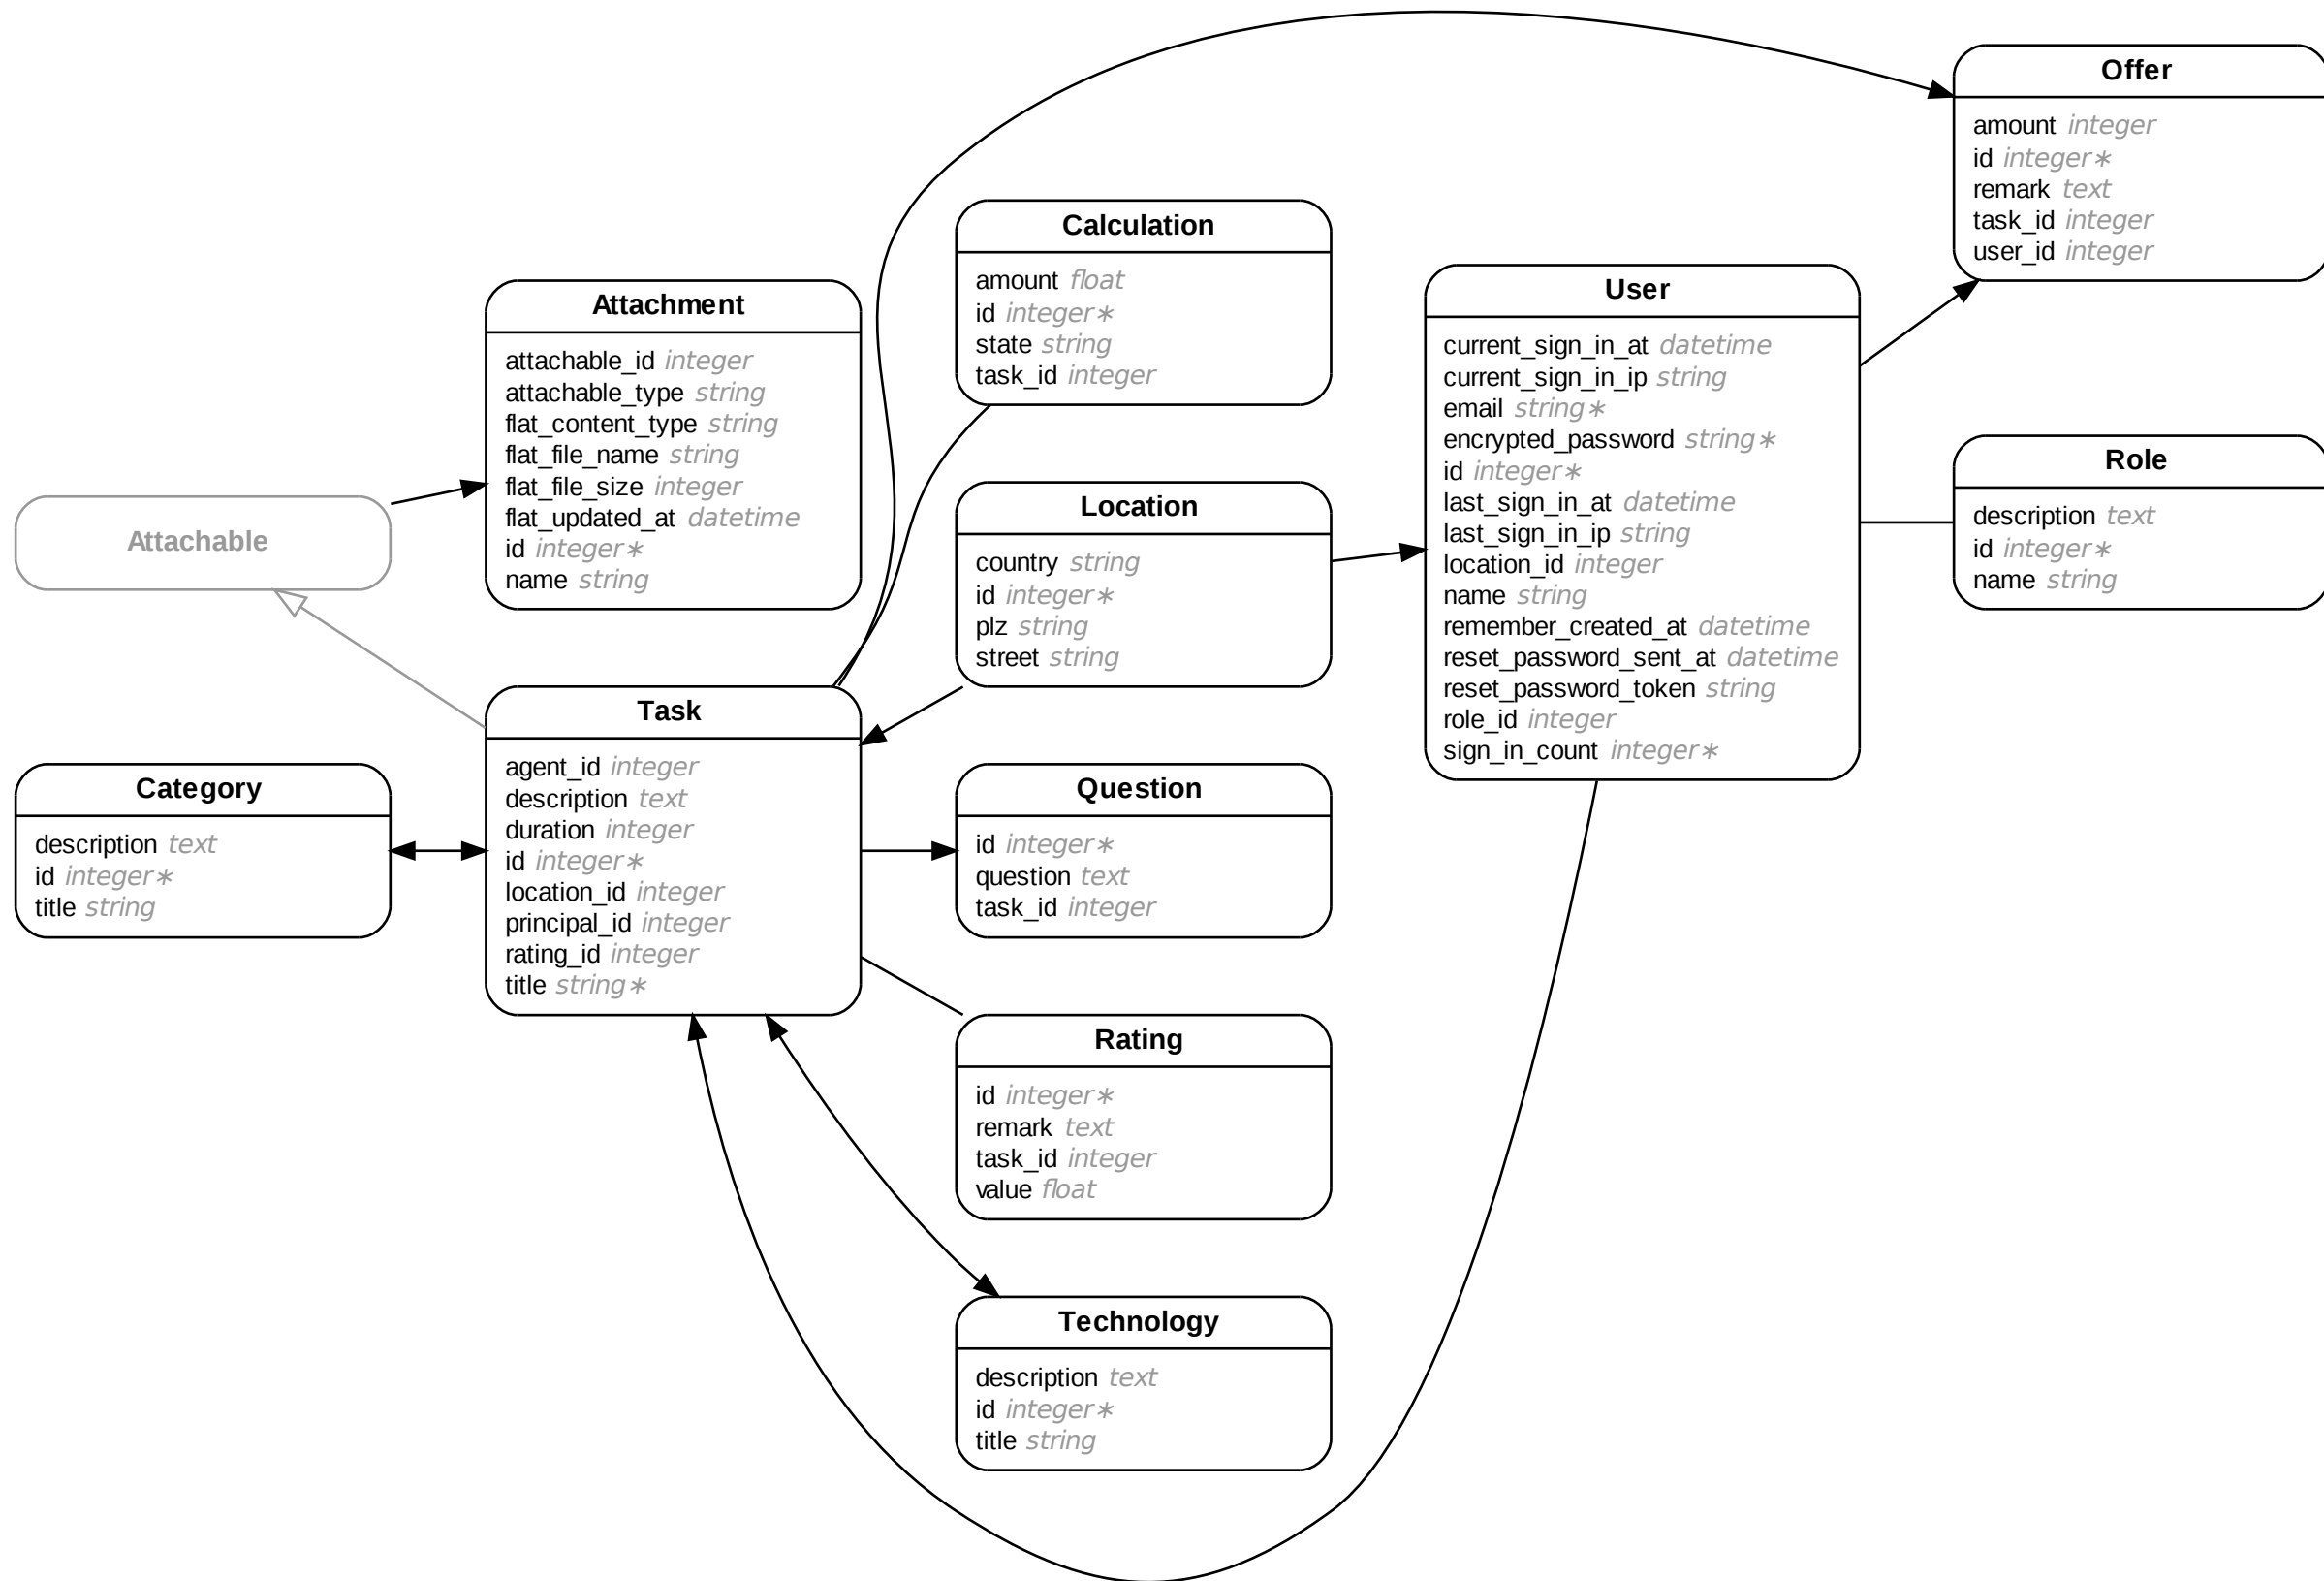 Offer
amount integer
id integer∗
remark text
task_id integer
user_id integer
Calculation
amount float
id integer∗
state string
task_id integer
Attachment
attachable_id integer
attachable_type string
flat_content_type string
flat_file_name string
flat_file_size integer
flat_updated_at datetime
id integer∗
name string
User
current_sign_in_at datetime
current_sign_in_ip string
email string∗
encrypted_password string∗
id integer∗
last_sign_in_at datetime
last_sign_in_ip string
location_id integer
name string
remember_created_at datetime
reset_password_sent_at datetime
reset_password_token string
role_id integer
sign_in_count integer∗
Role
description text
id integer∗
name string
Location
country string
id integer∗
plz string
street string
Attachable
Task
agent_id integer
description text
duration integer
id integer∗
location_id integer
principal_id integer
rating_id integer
title string∗
Category
description text
id integer∗
title string
Question
id integer∗
question text
task_id integer
Rating
id integer∗
remark text
task_id integer
value float
Technology
description text
id integer∗
title string